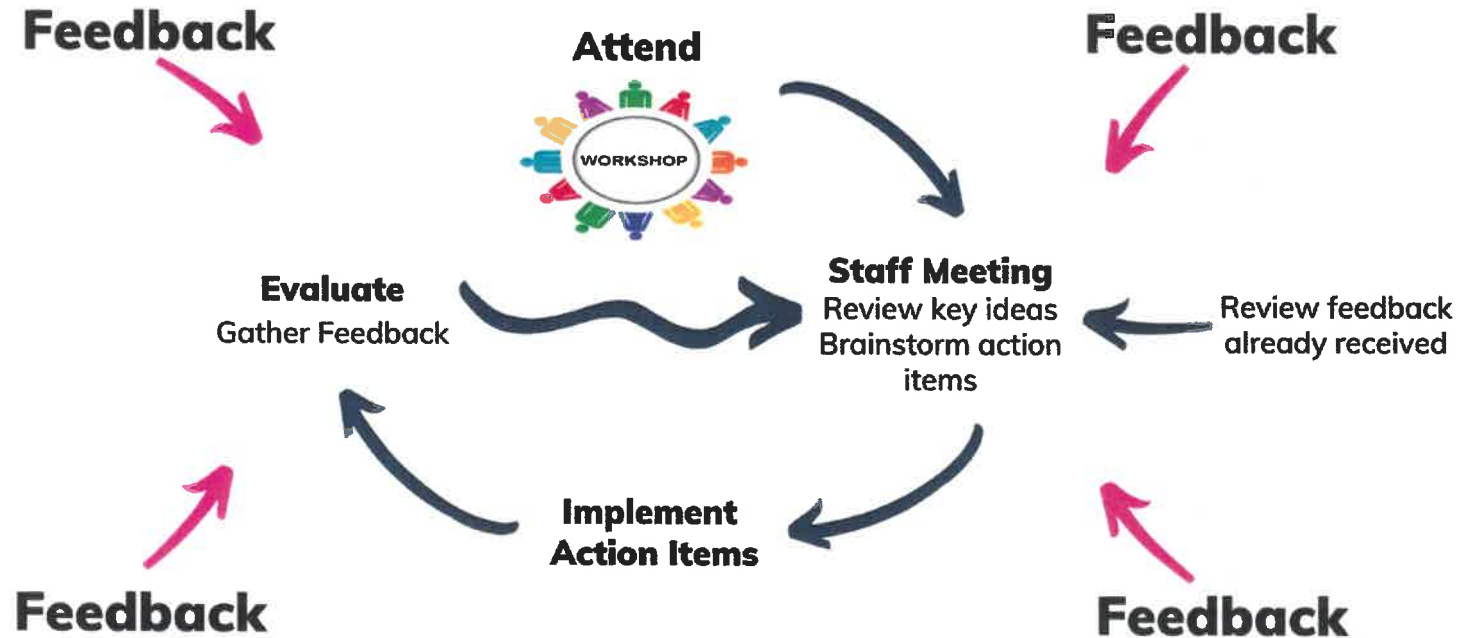 Feedback
Attend
Feedback
WORKSHOP
Evaluate
Gather Feedback
Staff Meeting
Review key ideas
Brainstorm action
items
Review feedback
already received
Implement
Action Items
Feedback
Feedback